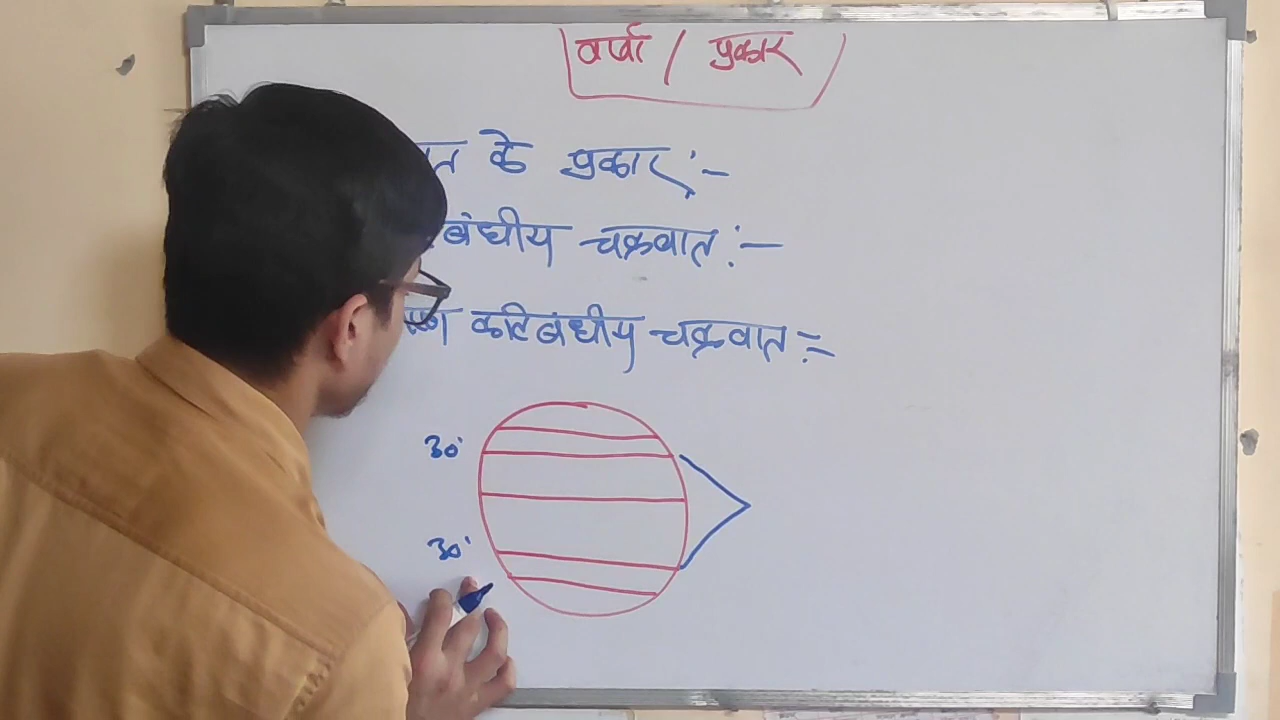 वर्षा / प्रकार
के प्रकार :-
चक्रवात :-
कटिबंधीय चक्रवात :-
30°
30°